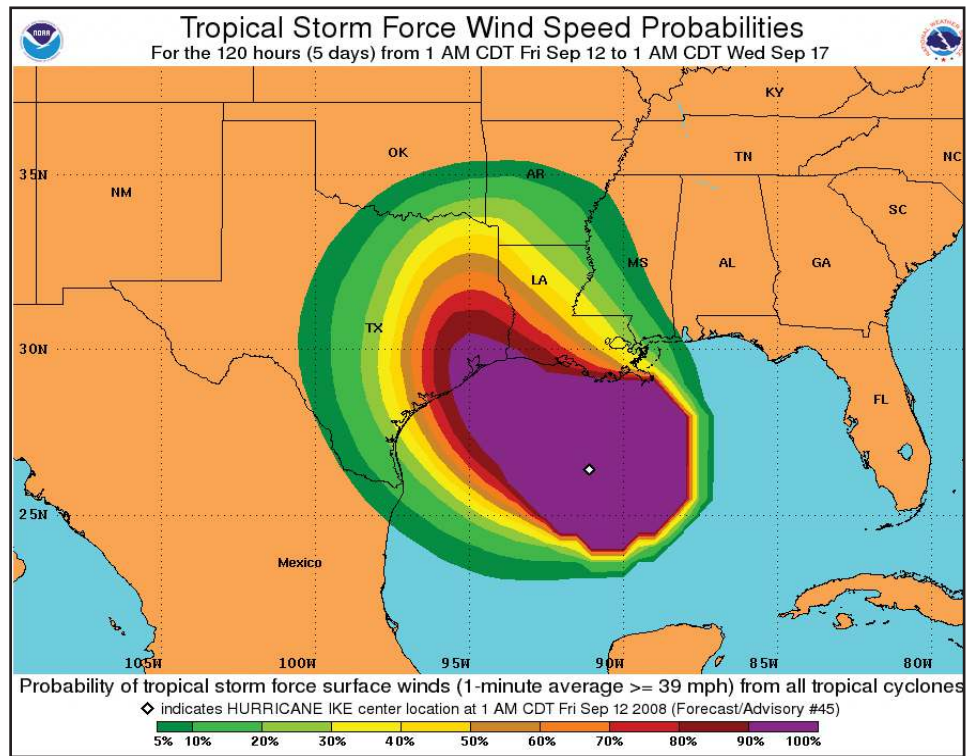 Tropical Storm Force Wind Speed Probabilities
For the 120 hours (5 days) from 1 AM CDT Fri Sep 12 to 1 AM CDT Wed Sep 17
NOAA
KY
OK
TN
NC
35N
AR
NM
SC
MS
AL
GA
LA
TX
30N
FL
25N
Mexico
105W 100W 95W 90W 85W 80W
Probability of tropical storm force surface winds (1-minute average >= 39 mph) from all tropical cyclones
indicates HURRICANE IKE center location at 1 AM CDT Fri Sep 12 2008 (Forecast/Advisory #45)
5% 10% 20% 30% 40% 50% 60% 70% 80% 90% 100%